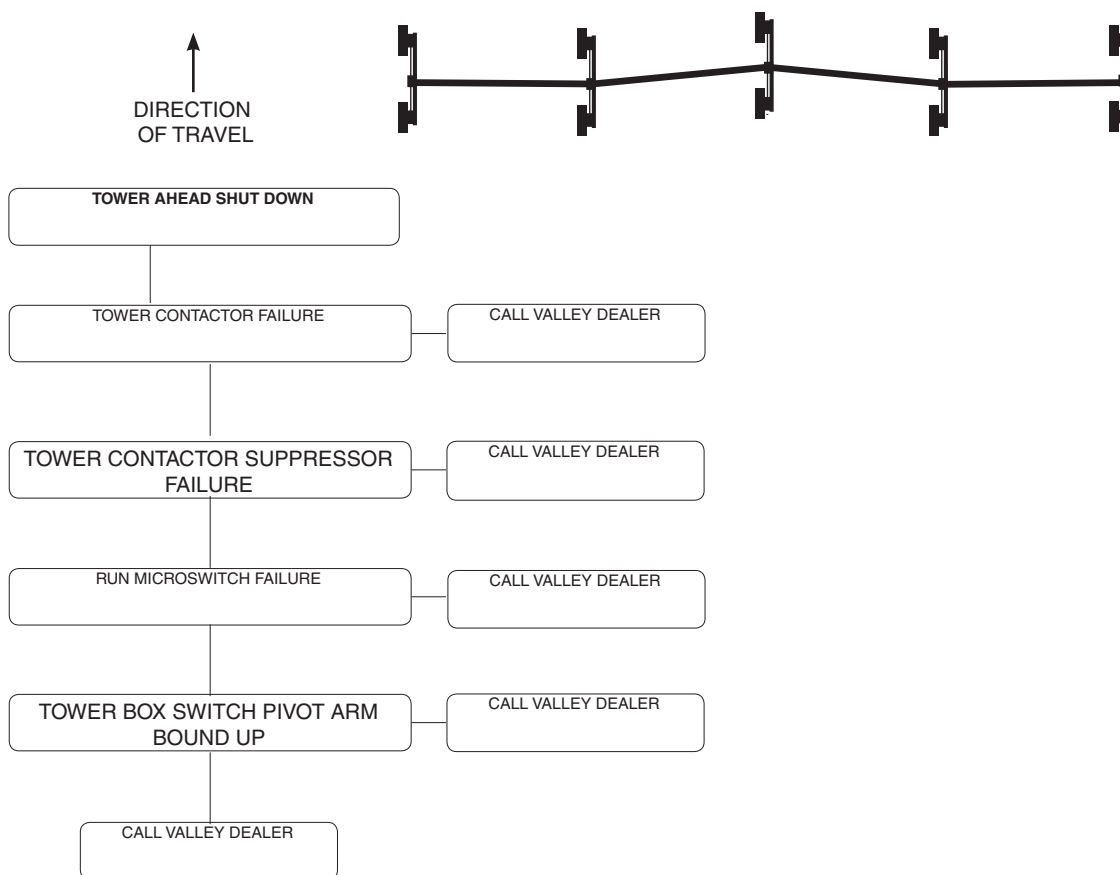 DIRECTION
OF TRAVEL
TOWER AHEAD SHUT DOWN
TOWER CONTACTOR FAILURE
CALL VALLEY DEALER
TOWER CONTACTOR SUPPRESSOR
FAILURE
CALL VALLEY DEALER
RUN MICROSWITCH FAILURE
CALL VALLEY DEALER
TOWER BOX SWITCH PIVOT ARM
BOUND UP
CALL VALLEY DEALER
CALL VALLEY DEALER